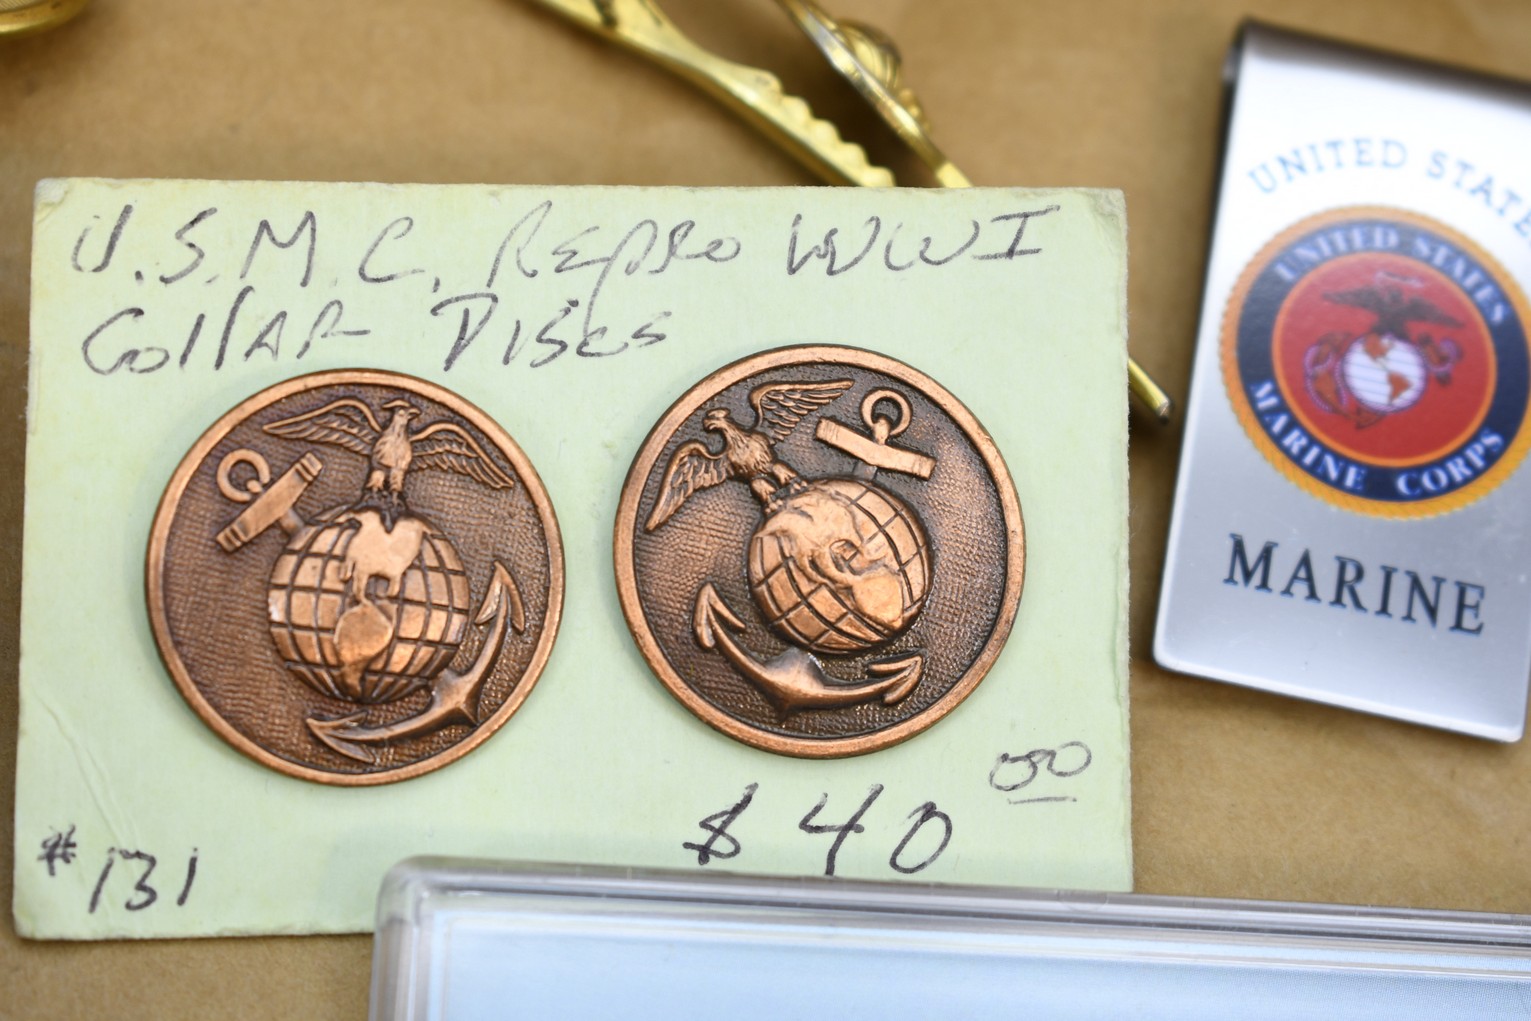 U.S.M.C. Repro WWI
Collar Discs
#131
$40 00
UNITED STATES
UNITED STATES
MARINE CORPS
MARINE